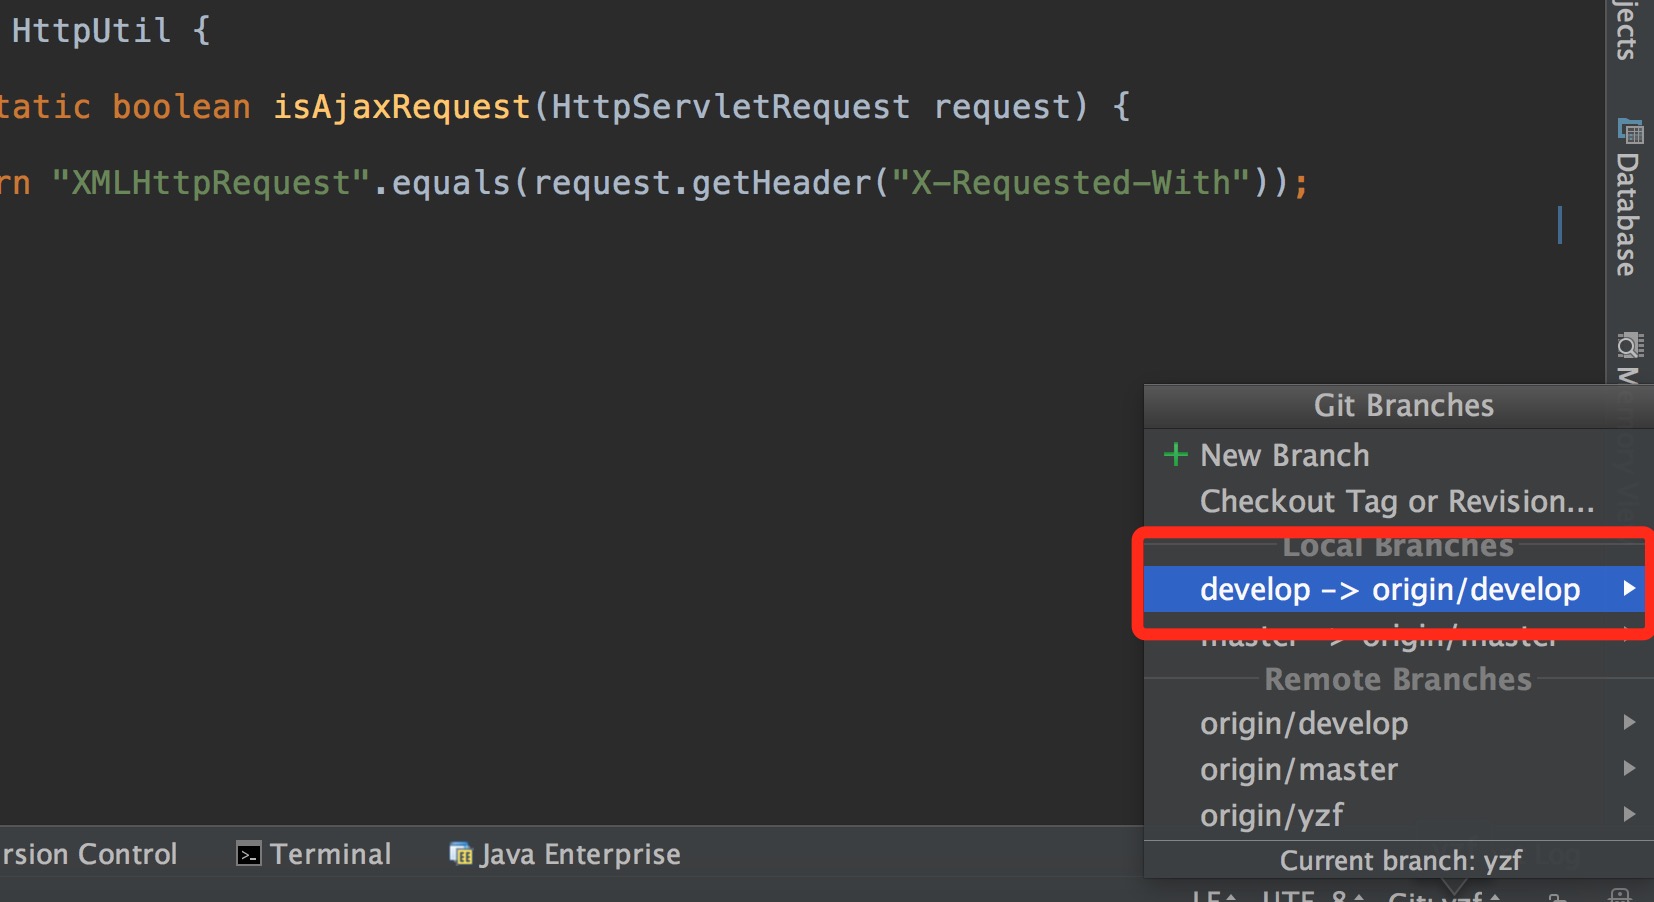 HttpUtil {
tatic boolean isAjaxRequest(HttpServletRequest request) {
rn "XMLHttpRequest".equals(request.getHeader("X-Requested-With"));
jects
Database
Git Branches
New Branch
Checkout Tag or Revision...
Local Branches
develop -> origin/develop
master -> origin/master
Remote Branches
origin/develop
origin/master
origin/yzf
Current branch: yzf
rsion Control
Terminal
Java Enterprise
LF UTF-8 Git: yzf